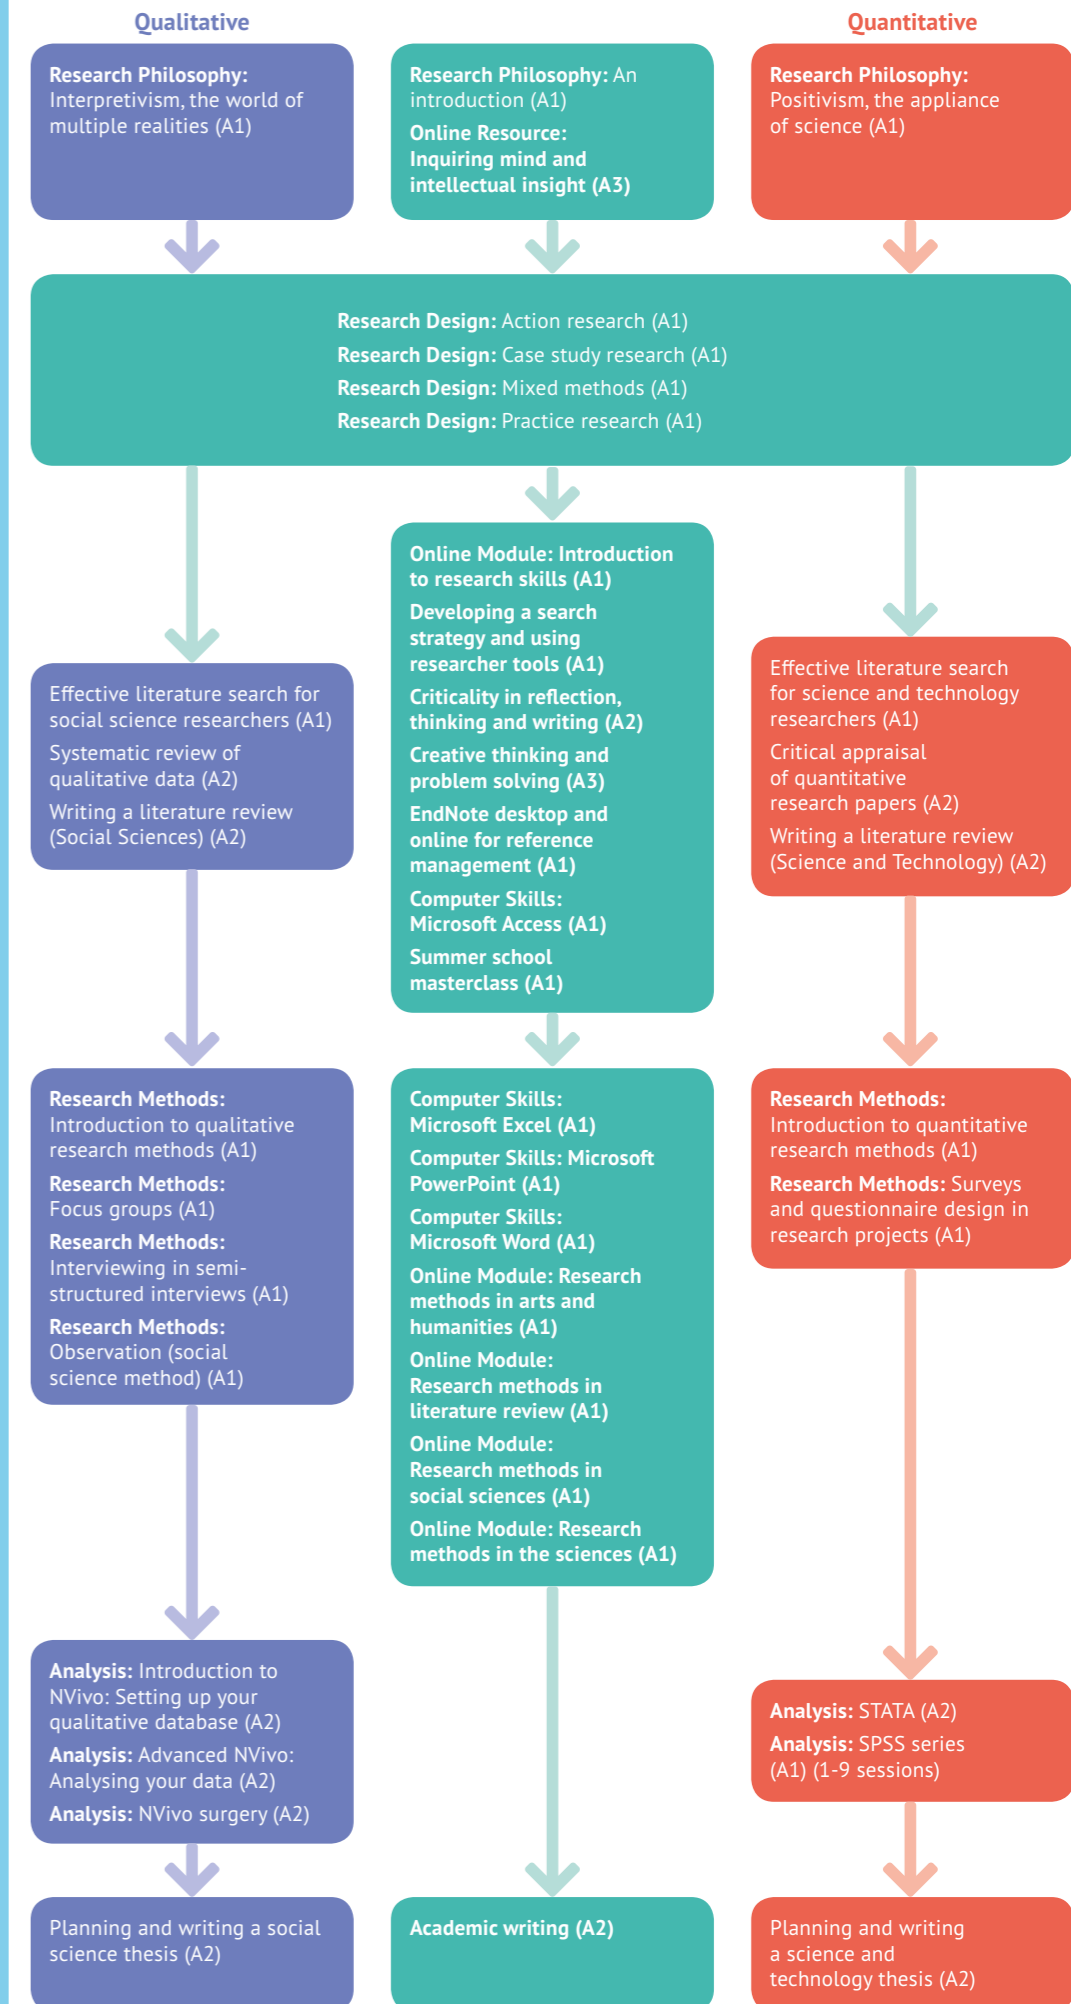 Qualitative
Quantitative
Research Philosophy:
Interpretivism, the world of
multiple realities (A1)
Research Philosophy: An
introduction (A1)
Online Resource:
Inquiring mind and
intellectual insight (A3)
Research Philosophy:
Positivism, the appliance
of science (A1)
Research Design: Action research (A1)
Research Design: Case study research (A1)
Research Design: Mixed methods (A1)
Research Design: Practice research (A1)
Effective literature search for
social science researchers (A1)
Systematic review of
qualitative data (A2)
Writing a literature review
(Social Sciences) (A2)
Online Module: Introduction
to research skills (A1)
Developing a search
strategy and using
researcher tools (A1)
Criticality in reflection,
thinking and writing (A2)
Creative thinking and
problem solving (A3)
EndNote desktop and
online for reference
management (A1)
Computer Skills:
Microsoft Access (A1)
Summer school
masterclass (A1)
Effective literature search
for science and technology
researchers (A1)
Critical appraisal
of quantitative
research papers (A2)
Writing a literature review
(Science and Technology) (A2)
Research Methods:
Introduction to qualitative
research methods (A1)
Research Methods:
Focus groups (A1)
Research Methods:
Interviewing in semi-
structured interviews (A1)
Research Methods:
Observation (social
science method) (A1)
Computer Skills:
Microsoft Excel (A1)
Computer Skills: Microsoft
PowerPoint (A1)
Computer Skills:
Microsoft Word (A1)
Online Module: Research
methods in arts and
humanities (A1)
Online Module:
Research methods in
literature review (A1)
Online Module:
Research methods in
social sciences (A1)
Online Module: Research
methods in the sciences (A1)
Research Methods:
Introduction to quantitative
research methods (A1)
Research Methods: Surveys
and questionnaire design in
research projects (A1)
Analysis: Introduction to
NVivo: Setting up your
qualitative database (A2)
Analysis: Advanced NVivo:
Analysing your data (A2)
Analysis: NVivo surgery (A2)
Analysis: STATA (A2)
Analysis: SPSS series
(A1) (1-9 sessions)
Planning and writing a social
science thesis (A2)
Academic writing (A2)
Planning and writing
a science and
technology thesis (A2)